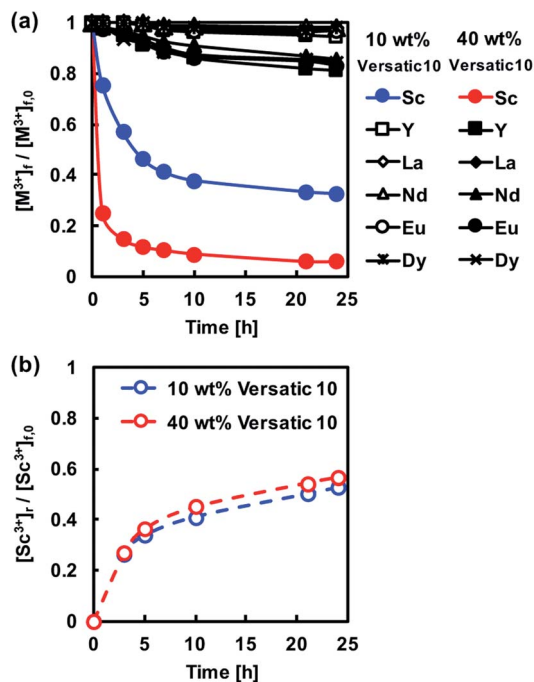 (a)
[M³⁺]f / [M³⁺]f,0
1
0.8
0.6
0.4
0.2
0
0 5 10 15 20 25
Time [h]
10 wt% 40 wt%
Versatic10 Versatic10
Sc Sc
Y Y
La La
Nd Nd
Eu Eu
Dy Dy
(b)
[Sc³⁺]r / [Sc³⁺]f,0
1
0.8
0.6
0.4
0.2
0
10 wt% Versatic 10
40 wt% Versatic 10
0 5 10 15 20 25
Time [h]